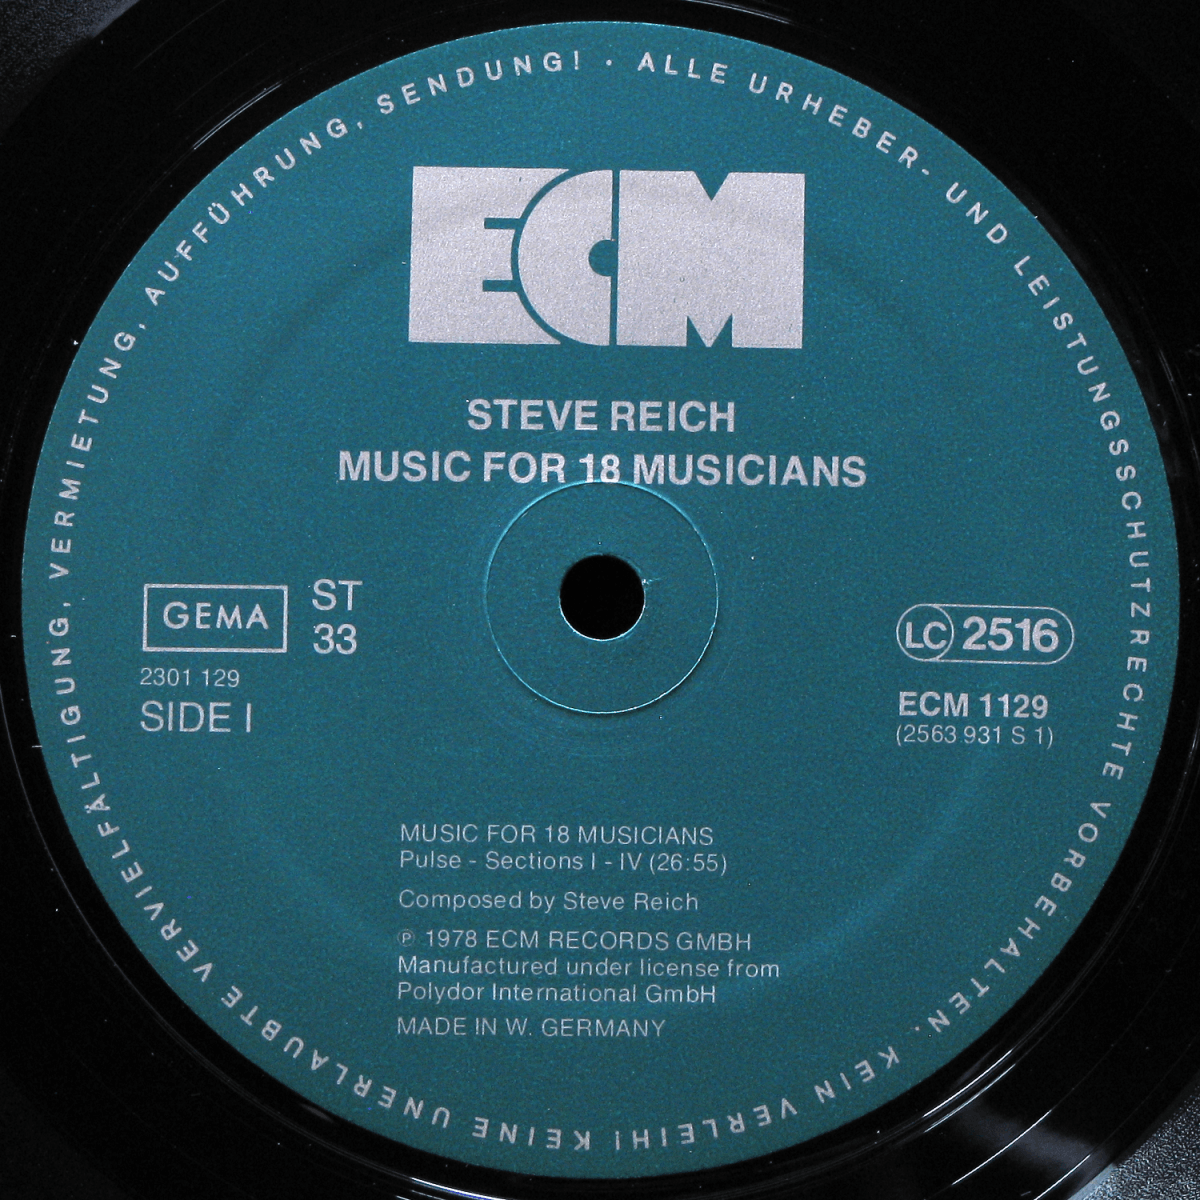 ALLE URHEBER- UND LEISTUNGSSCHUTZRECHTE VORBEHALTEN. KEIN VERLEIH! KEINE UNERLAUBTE VERVIELFÄLTIGUNG, VERMIETUNG, AUFFÜHRUNG, SENDUNG! ·
ECM
STEVE REICH
MUSIC FOR 18 MUSICIANS
GEMA
ST
33
2301 129
SIDE I
LC 2516
ECM 1129
(2563 931 S 1)
MUSIC FOR 18 MUSICIANS
Pulse - Sections I - IV (26:55)
Composed by Steve Reich
℗ 1978 ECM RECORDS GMBH
Manufactured under license from
Polydor International GmbH
MADE IN W. GERMANY